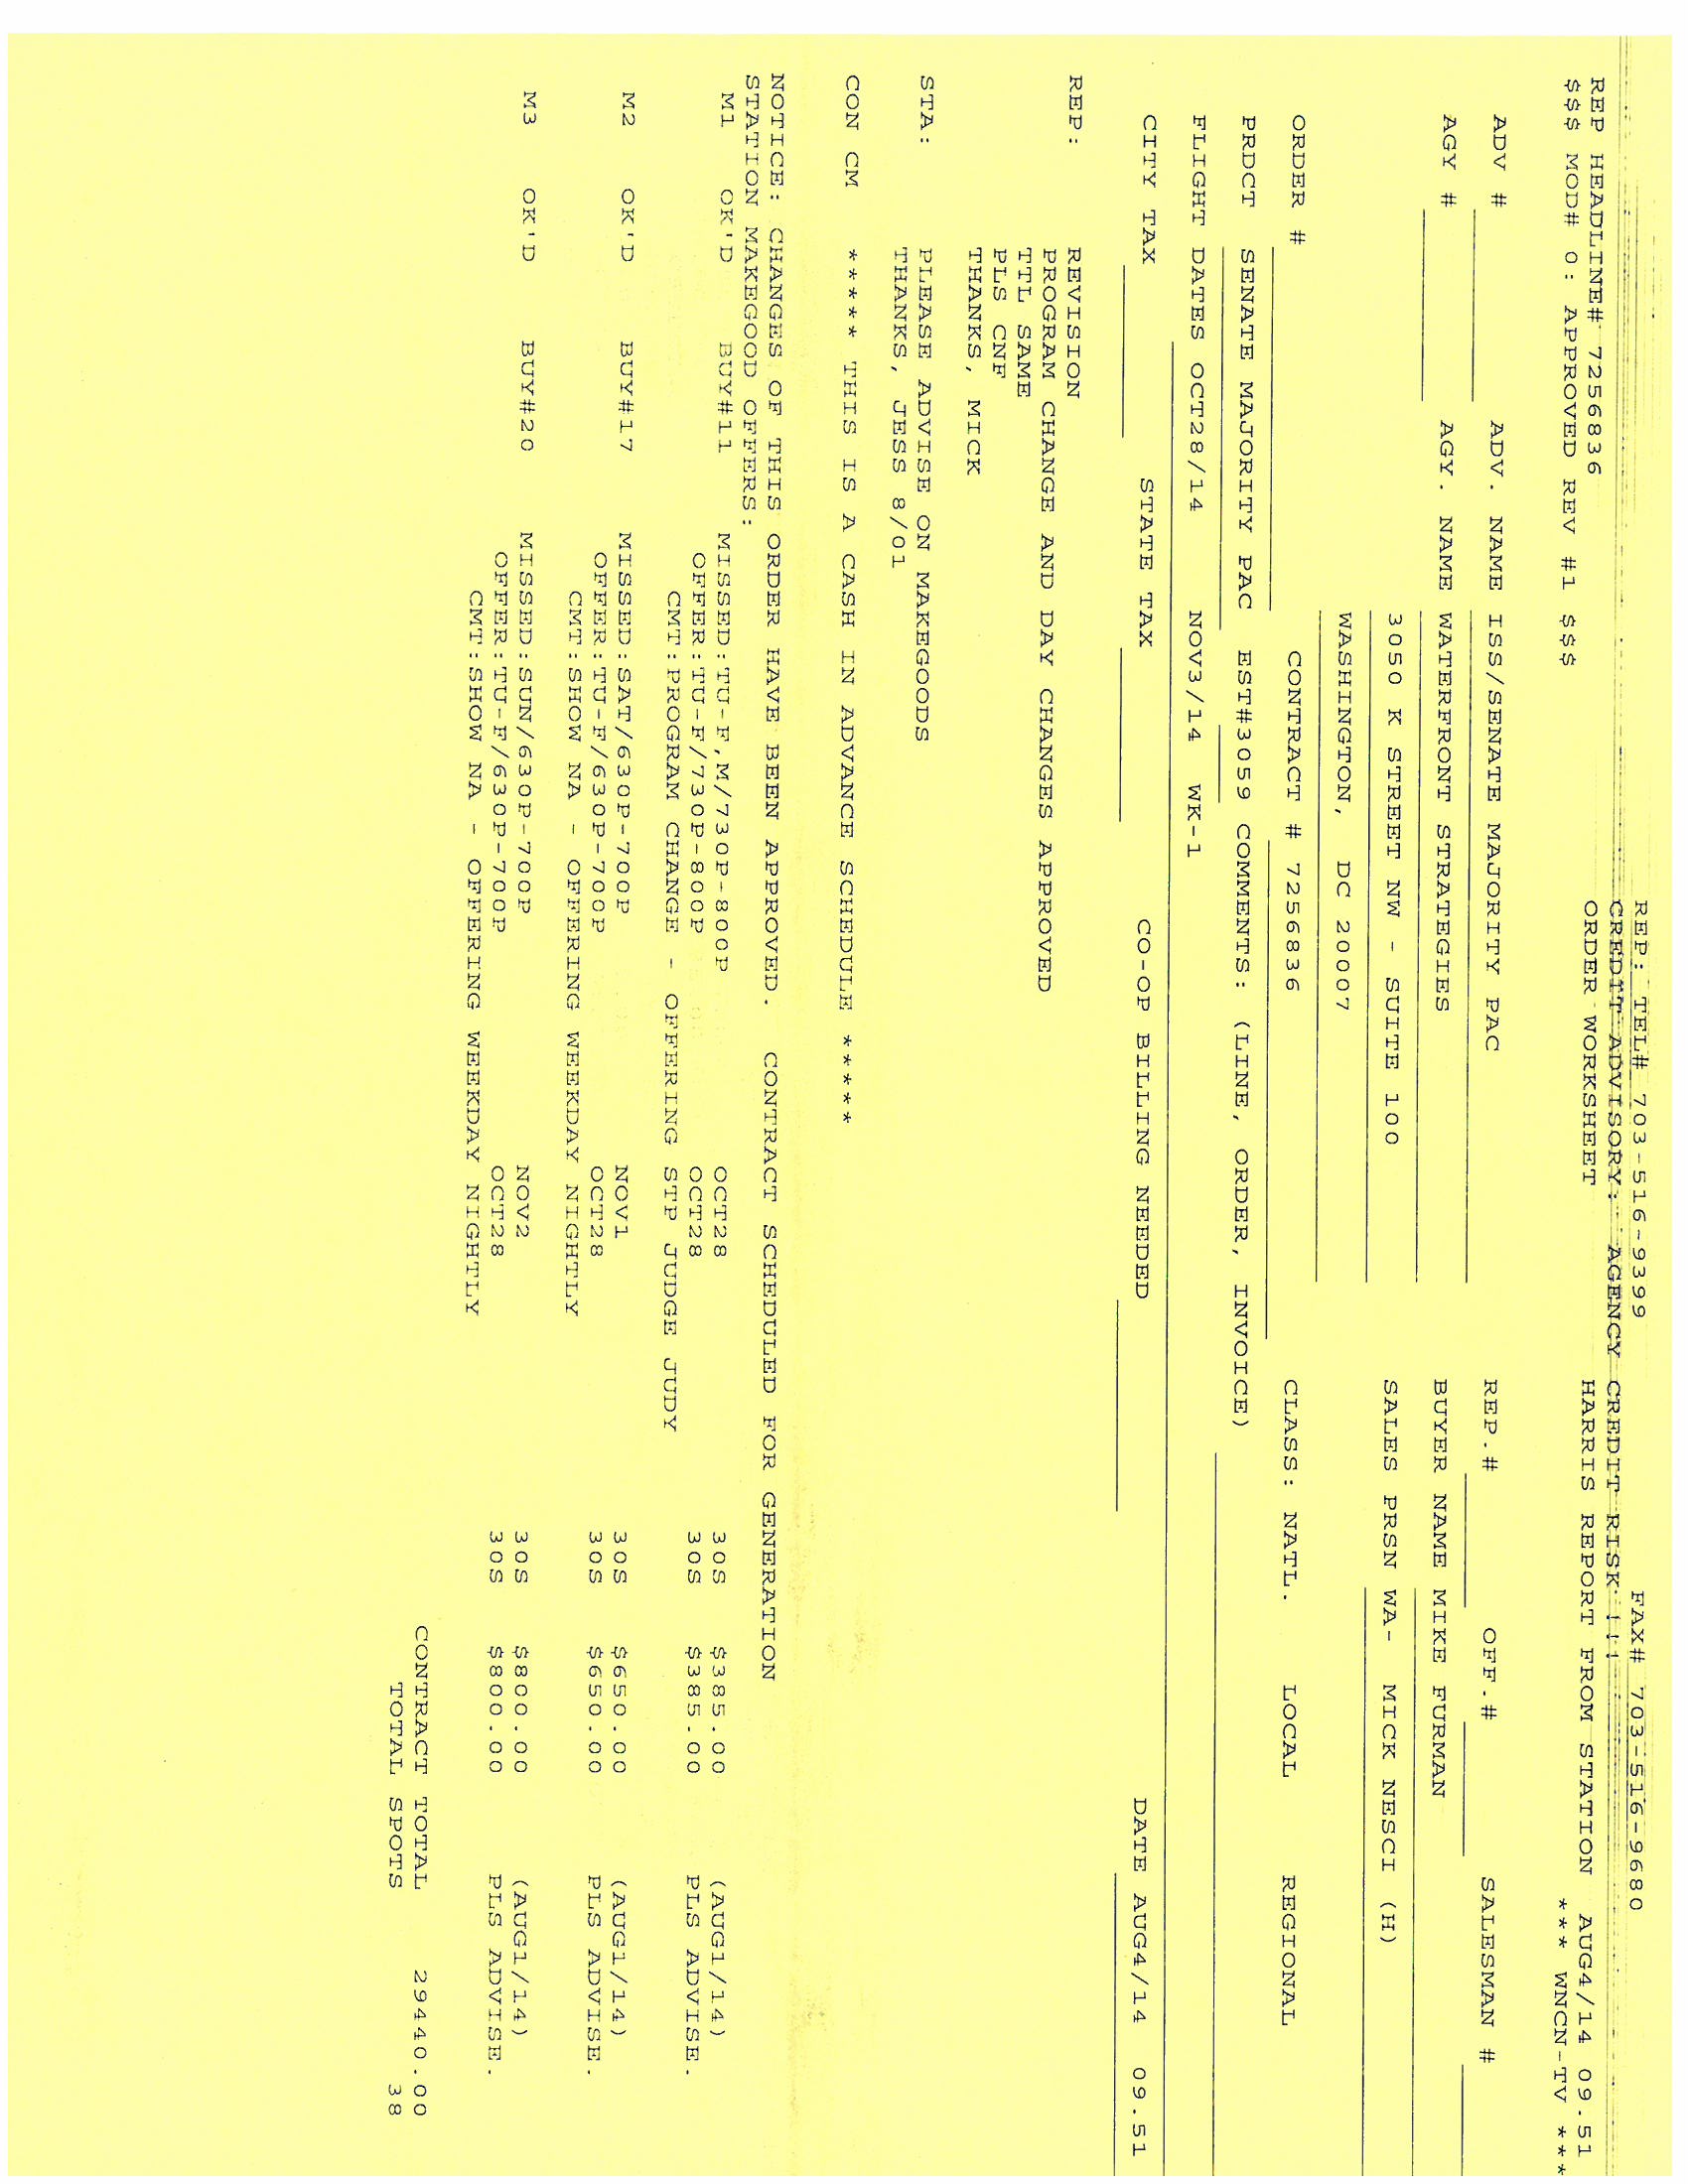 REP: TEL# 703-516-9399 FAX# 703-516-9680
CREDIT ADVISORY: AGENCY CREDIT RISK !!!
REP HEADLINE# 7256836 ORDER WORKSHEET HARRIS REPORT FROM STATION AUG4/14 09.51
$$$ MOD# 0: APPROVED REV #1 $$$ *** WNCN-TV ***
ADV # ADV. NAME ISS/SENATE MAJORITY PAC REP.# OFF.# SALESMAN #
AGY # AGY. NAME WATERFRONT STRATEGIES BUYER NAME MIKE FURMAN
3050 K STREET NW - SUITE 100 SALES PRSN WA- MICK NESCI (H)
WASHINGTON, DC 20007
ORDER # CONTRACT # 7256836 CLASS: NATL. LOCAL REGIONAL
PRDCT SENATE MAJORITY PAC EST#3059 COMMENTS: (LINE, ORDER, INVOICE)
FLIGHT DATES OCT28/14 NOV3/14 WK-1
CITY TAX STATE TAX CO-OP BILLING NEEDED DATE AUG4/14 09.51
REP: REVISION
PROGRAM CHANGE AND DAY CHANGES APPROVED
TTL SAME
PLS CNF
THANKS, MICK
STA: PLEASE ADVISE ON MAKEGOODS
THANKS, JESS 8/01
CON CM ***** THIS IS A CASH IN ADVANCE SCHEDULE *****
NOTICE: CHANGES OF THIS ORDER HAVE BEEN APPROVED. CONTRACT SCHEDULED FOR GENERATION
STATION MAKEGOOD OFFERS:
M1 OK'D BUY#11 MISSED:TU-F,M/730P-800P OCT28 30S $385.00 (AUG1/14)
OFFER:TU-F/730P-800P OCT28 30S $385.00 PLS ADVISE.
CMT:PROGRAM CHANGE - OFFERING STP JUDGE JUDY
M2 OK'D BUY#17 MISSED:SAT/630P-700P NOV1 30S $650.00 (AUG1/14)
OFFER:TU-F/630P-700P OCT28 30S $650.00 PLS ADVISE.
CMT:SHOW NA - OFFERING WEEKDAY NIGHTLY
M3 OK'D BUY#20 MISSED:SUN/630P-700P NOV2 30S $800.00 (AUG1/14)
OFFER:TU-F/630P-700P OCT28 30S $800.00 PLS ADVISE.
CMT:SHOW NA - OFFERING WEEKDAY NIGHTLY
CONTRACT TOTAL 29440.00
TOTAL SPOTS 38